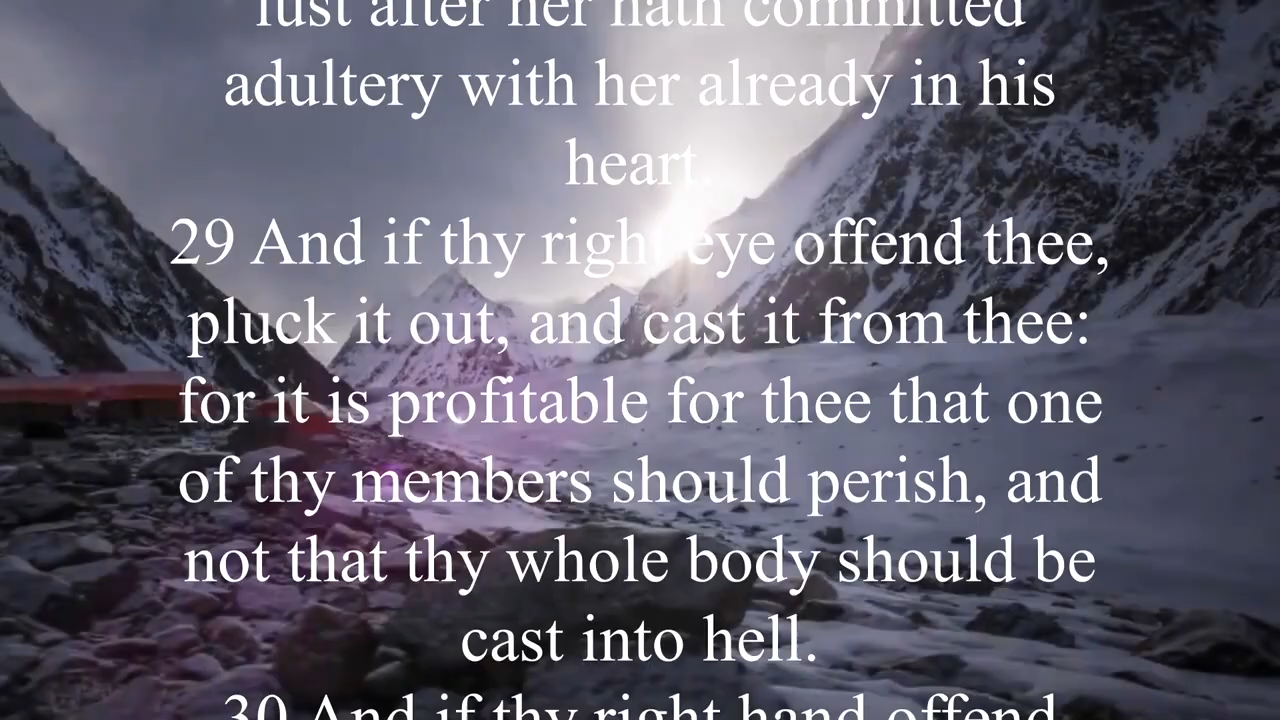 lust after her hath committed
adultery with her already in his
heart.
29 And if thy right eye offend thee,
pluck it out, and cast it from thee:
for it is profitable for thee that one
of thy members should perish, and
not that thy whole body should be
cast into hell.
30 And if thy right hand offend